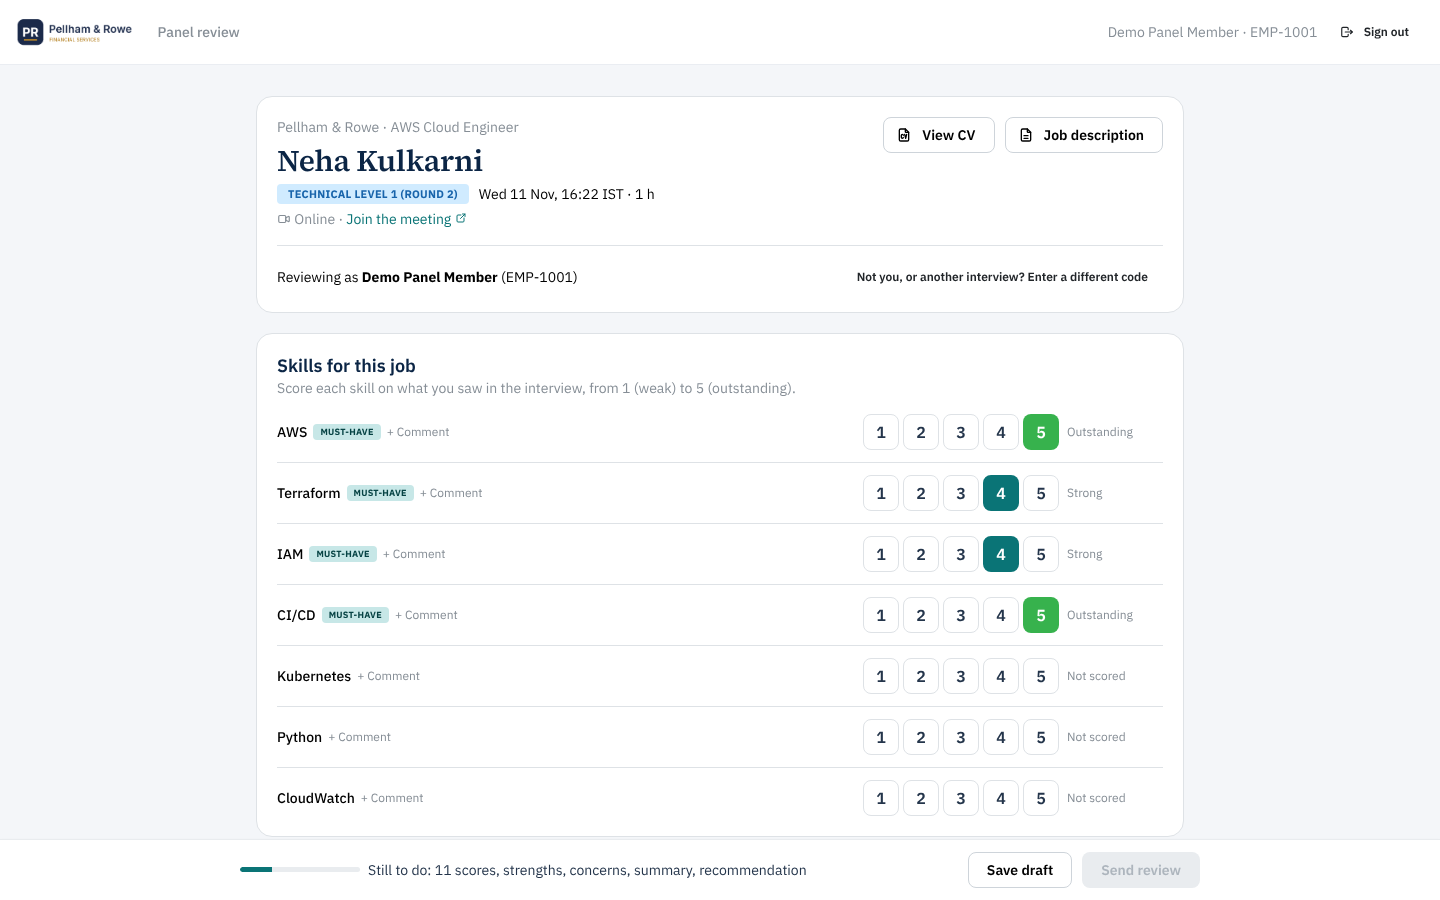 PR Pellham & Rowe
FINANCIAL SERVICES
Panel review
Demo Panel Member · EMP-1001
Sign out
Pellham & Rowe · AWS Cloud Engineer
View CV
Job description
Neha Kulkarni
TECHNICAL LEVEL 1 (ROUND 2) Wed 11 Nov, 16:22 IST · 1 h
Online · Join the meeting
Reviewing as Demo Panel Member (EMP-1001)
Not you, or another interview? Enter a different code
Skills for this job
Score each skill on what you saw in the interview, from 1 (weak) to 5 (outstanding).
AWS MUST-HAVE + Comment 1 2 3 4 5 Outstanding
Terraform MUST-HAVE + Comment 1 2 3 4 5 Strong
IAM MUST-HAVE + Comment 1 2 3 4 5 Strong
CI/CD MUST-HAVE + Comment 1 2 3 4 5 Outstanding
Kubernetes + Comment 1 2 3 4 5 Not scored
Python + Comment 1 2 3 4 5 Not scored
CloudWatch + Comment 1 2 3 4 5 Not scored
Still to do: 11 scores, strengths, concerns, summary, recommendation
Save draft
Send review